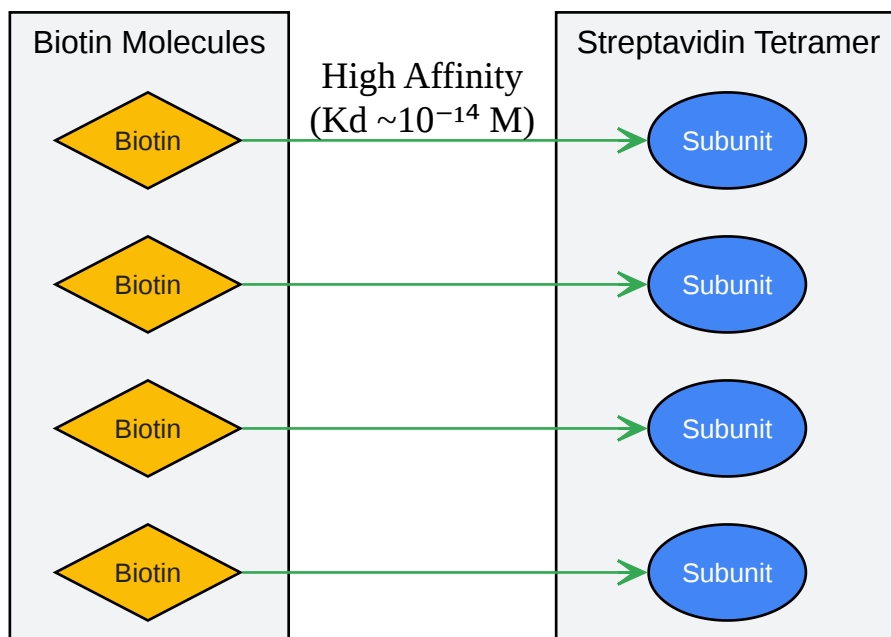 Biotin Molecules
Streptavidin Tetramer
High Affinity
(Kd ~10⁻¹⁴ M)
Biotin
Subunit
Biotin
Subunit
Biotin
Subunit
Biotin
Subunit